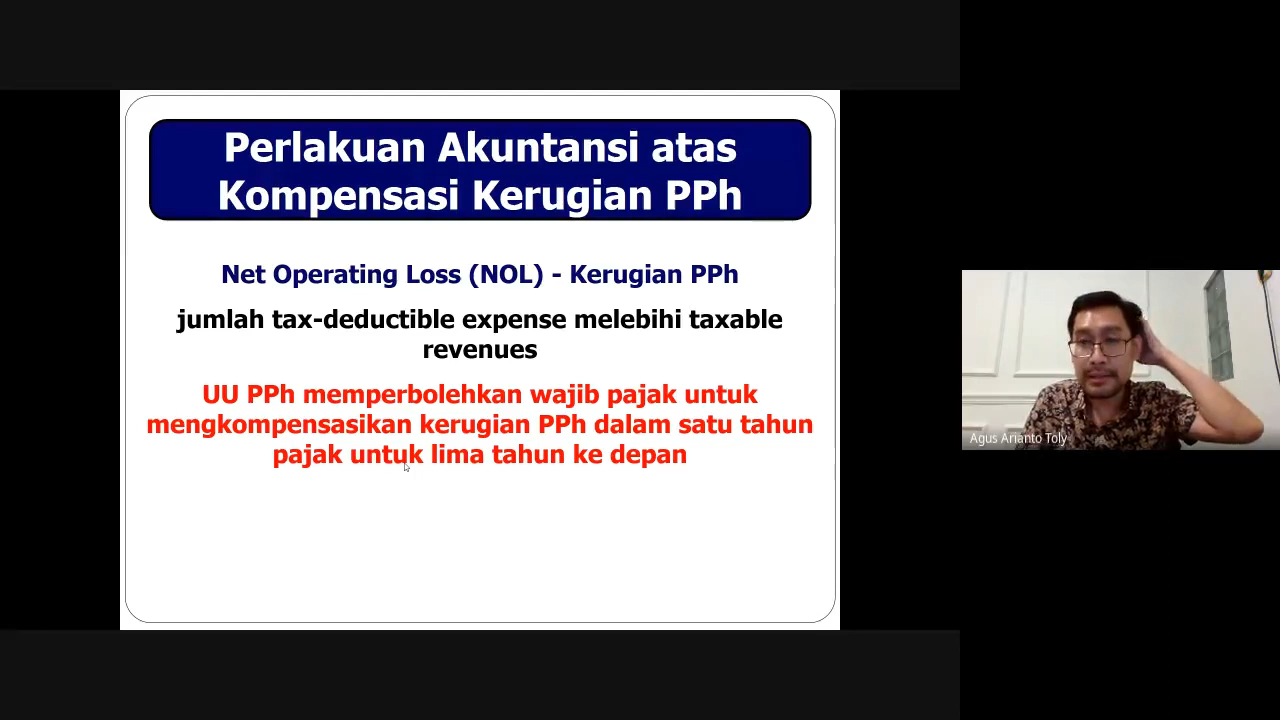 Perlakuan Akuntansi atas
Kompensasi Kerugian PPh
Net Operating Loss (NOL) - Kerugian PPh
jumlah tax-deductible expense melebihi taxable
revenues
UU PPh memperbolehkan wajib pajak untuk
mengkompensasikan kerugian PPh dalam satu tahun
pajak untuk lima tahun ke depan
Agus Arianto Toly